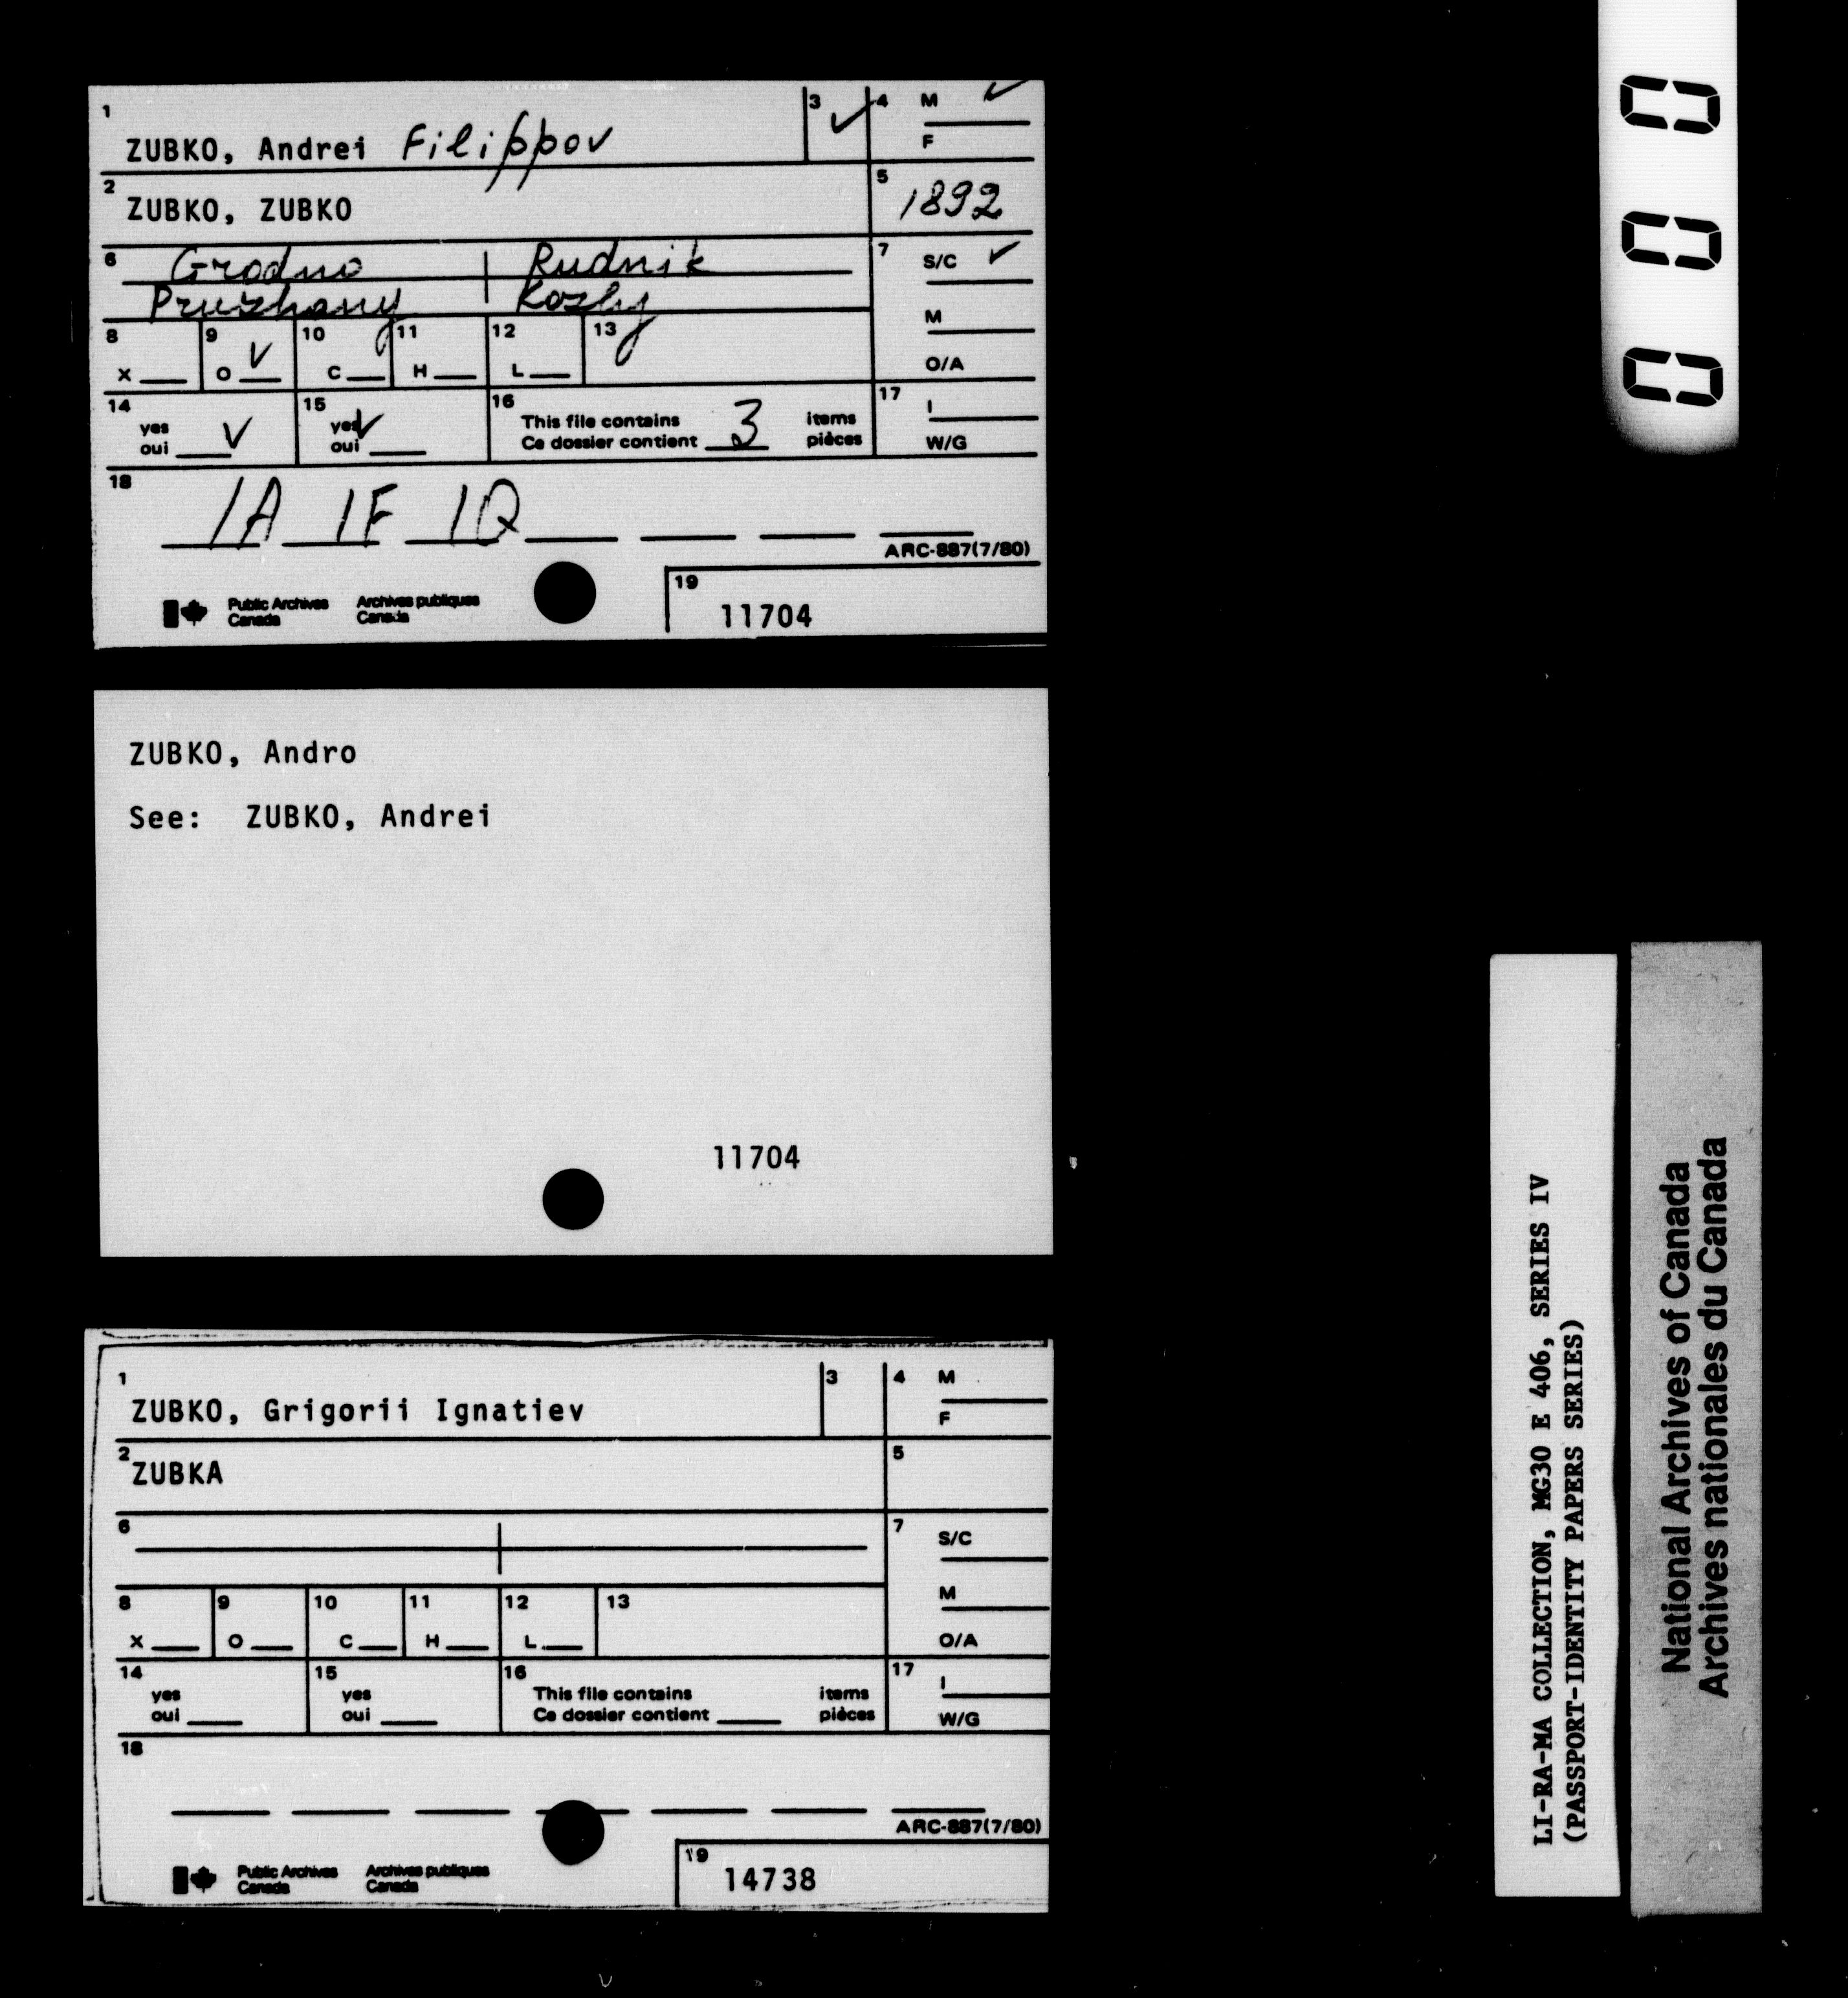 1 ZUBKO, Andrei Filippov 3 ✓ 4 M ✓
F
2 ZUBKO, ZUBKO 5 1892
6 Grodno Rudnik 7 S/C ✓
Pruzhany Kozly
M
8 X 9 O ✓ 10 C 11 H 12 L 13
O/A
14 yes oui ✓ 15 yes oui ✓ 16 This file contains 3 items 17 I
Ce dossier contient pièces W/G
18 1A 1F 1Q
ARC-887(7/80)
Public Archives Canada Archives publiques Canada 19 11704
ZUBKO, Andro
See: ZUBKO, Andrei
11704
1 ZUBKO, Grigorii Ignatiev 3 4 M
F
2 ZUBKA 5
6 7 S/C
M
8 X 9 O 10 C 11 H 12 L 13
O/A
14 yes oui 15 yes oui 16 This file contains items 17 I
Ce dossier contient pièces W/G
18
ARC-887(7/80)
Public Archives Canada Archives publiques Canada 19 14738
000
LI-RA-MA COLLECTION, MG30 E 406, SERIES IV
(PASSPORT-IDENTITY PAPERS SERIES)
National Archives of Canada
Archives nationales du Canada